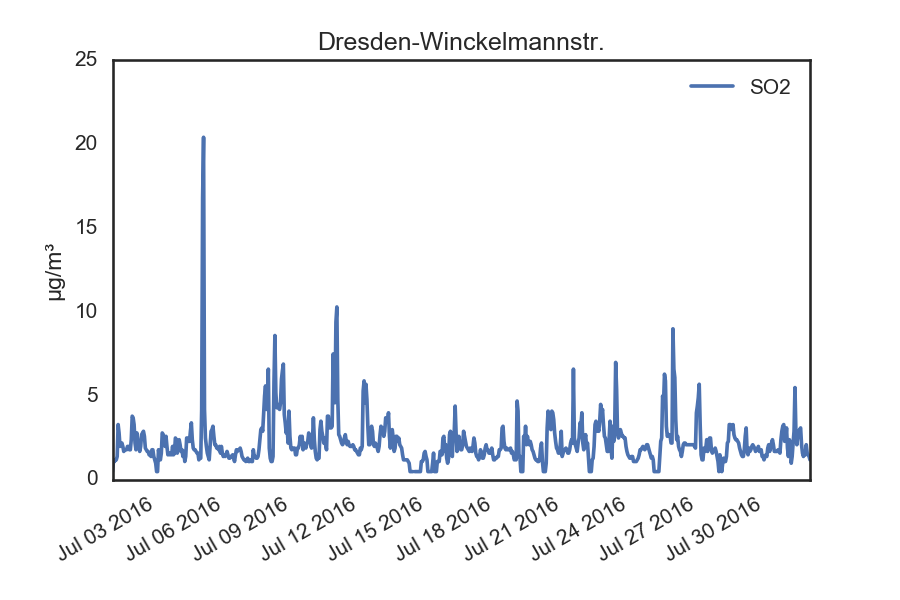 Dresden-Winckelmannstr.
SO2
µg/m³
25
20
15
10
5
0
Jul 03 2016
Jul 06 2016
Jul 09 2016
Jul 12 2016
Jul 15 2016
Jul 18 2016
Jul 21 2016
Jul 24 2016
Jul 27 2016
Jul 30 2016